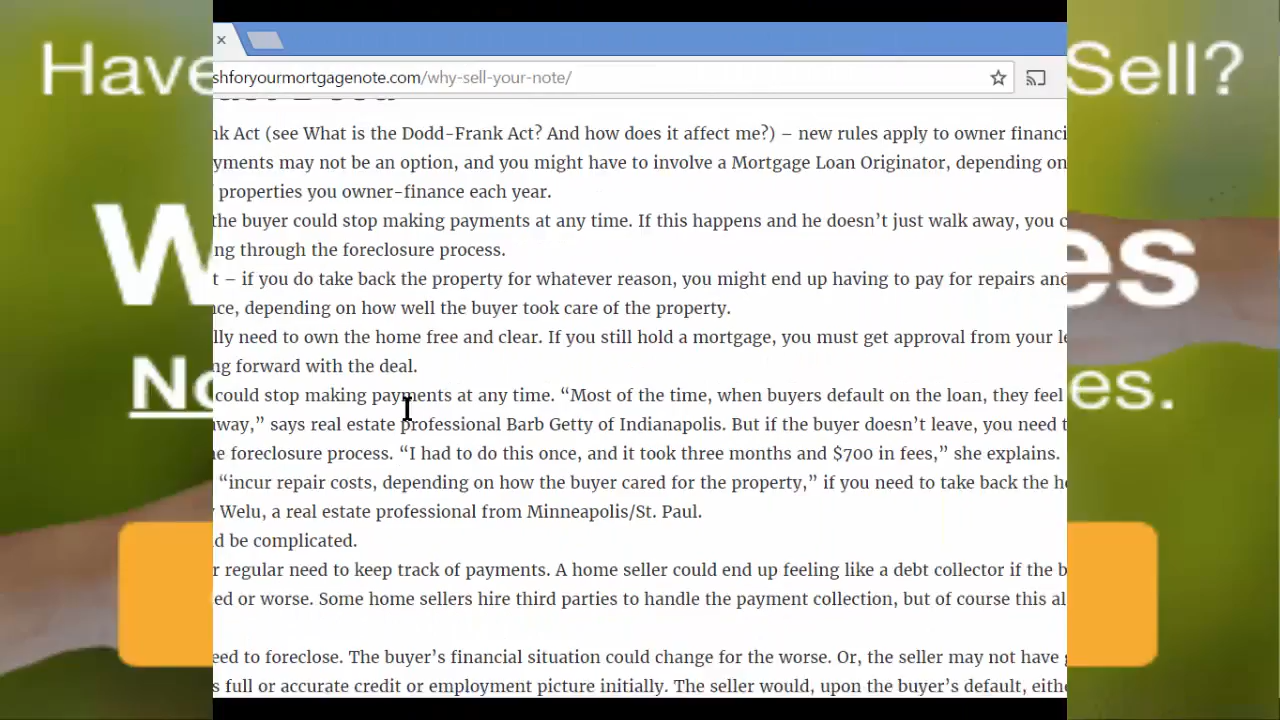 Have
Sell?
shforyourmortgagenote.com/why-sell-your-note/
nk Act (see What is the Dodd-Frank Act? And how does it affect me?) – new rules apply to owner financi
yments may not be an option, and you might have to involve a Mortgage Loan Originator, depending on
properties you owner-finance each year.
the buyer could stop making payments at any time. If this happens and he doesn’t just walk away, you c
ng through the foreclosure process.
t – if you do take back the property for whatever reason, you might end up having to pay for repairs and
nce, depending on how well the buyer took care of the property.
lly need to own the home free and clear. If you still hold a mortgage, you must get approval from your le
ng forward with the deal.
could stop making payments at any time. “Most of the time, when buyers default on the loan, they feel
away,” says real estate professional Barb Getty of Indianapolis. But if the buyer doesn’t leave, you need t
e foreclosure process. “I had to do this once, and it took three months and $700 in fees,” she explains.
“incur repair costs, depending on how the buyer cared for the property,” if you need to take back the h
Welu, a real estate professional from Minneapolis/St. Paul.
d be complicated.
r regular need to keep track of payments. A home seller could end up feeling like a debt collector if the b
ed or worse. Some home sellers hire third parties to handle the payment collection, but of course this al
eed to foreclose. The buyer’s financial situation could change for the worse. Or, the seller may not have g
s full or accurate credit or employment picture initially. The seller would, upon the buyer’s default, eithe
W
es
No
es.